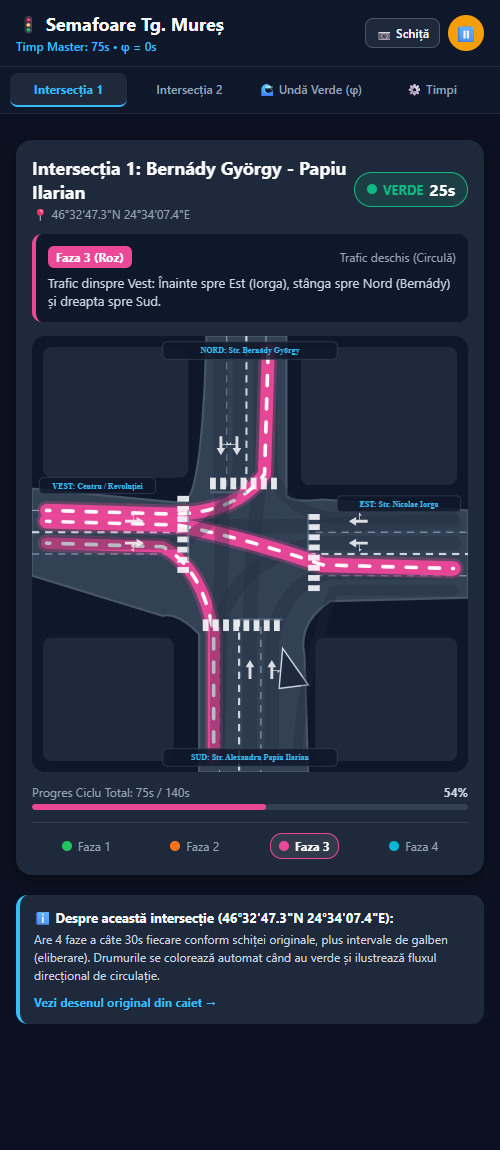 Semafoare Tg. Mureș
Timp Master: 75s • φ = 0s
Schiță
Intersecția 1
Intersecția 2
Undă Verde (φ)
Timpi
Intersecția 1: Bernády György - Papiu
Ilarian
46°32'47.3"N 24°34'07.4"E
VERDE 25s
Faza 3 (Roz)
Trafic deschis (Circulă)
Trafic dinspre Vest: Înainte spre Est (Iorga), stânga spre Nord (Bernády)
și dreapta spre Sud.
NORD: Str. Bernády György
VEST: Centru / Revoluției
EST: Str. Nicolae Iorga
SUD: Str. Alexandru Papiu Ilarian
Progres Ciclu Total: 75s / 140s
54%
Faza 1
Faza 2
Faza 3
Faza 4
Despre această intersecție (46°32'47.3"N 24°34'07.4"E):
Are 4 faze a câte 30s fiecare conform schiței originale, plus intervale de galben
(eliberare). Drumurile se colorează automat când au verde și ilustrează fluxul
direcțional de circulație.
Vezi desenul original din caiet →